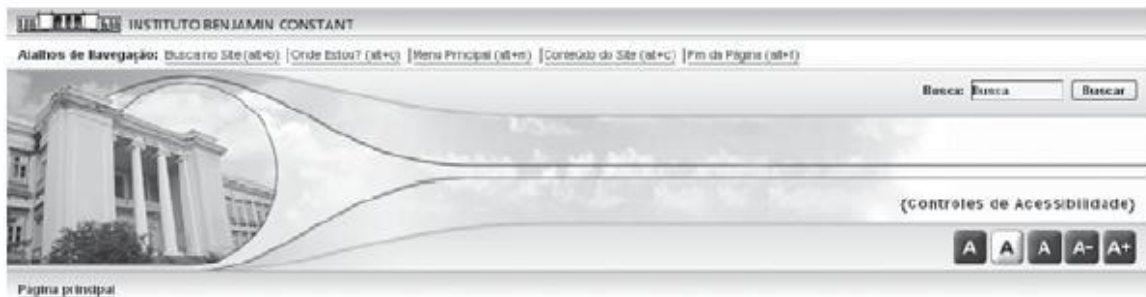 INSTITUTO BENJAMIN CONSTANT
Atalhos de Navegação: Busca no Site (alt+b) | Onde Estou? (alt+o) | Menu Principal (alt+m) | Conteúdo do Site (alt+c) | Fim da Página (alt+f)
Busca: Busca Buscar
{Controles de Acessibilidade}
A A A A- A+
Página principal